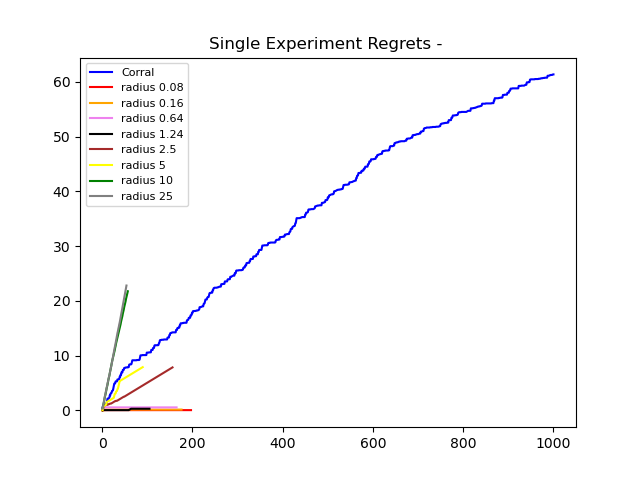 Single Experiment Regrets -
Corral
radius 0.08
radius 0.16
radius 0.64
radius 1.24
radius 2.5
radius 5
radius 10
radius 25
60
50
40
30
20
10
0
0 200 400 600 800 1000